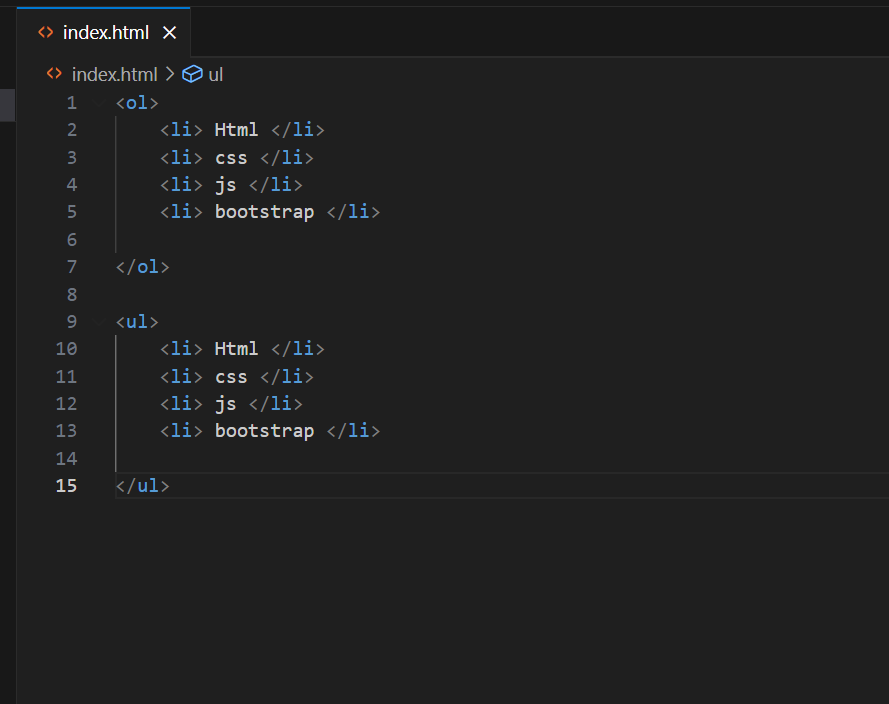 index.html
index.html > ul
1 <ol>
2     <li> Html </li>
3     <li> css </li>
4     <li> js </li>
5     <li> bootstrap </li>
6
7 </ol>
8
9 <ul>
10     <li> Html </li>
11     <li> css </li>
12     <li> js </li>
13     <li> bootstrap </li>
14
15 </ul>